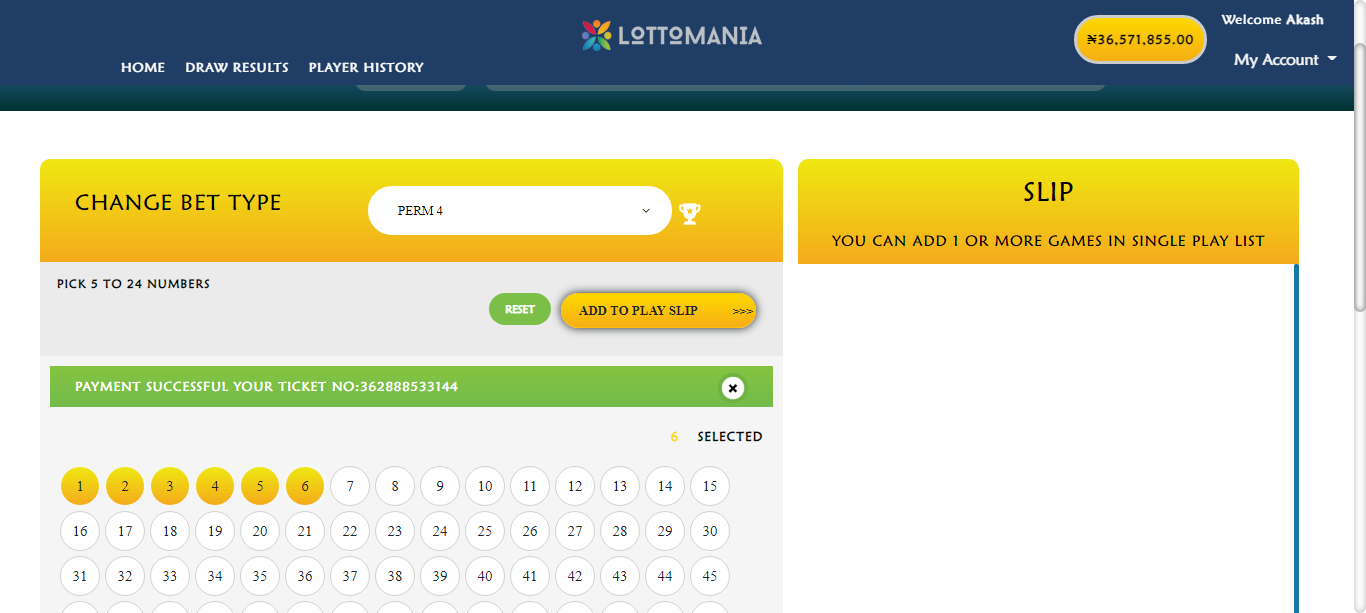 LOTTOMANIA
₦36,571,855.00
Welcome Akash
My Account
HOME DRAW RESULTS PLAYER HISTORY
CHANGE BET TYPE
PERM 4
PICK 5 TO 24 NUMBERS
RESET
ADD TO PLAY SLIP >>>
PAYMENT SUCCESSFUL YOUR TICKET NO:362888533144
6 SELECTED
1 2 3 4 5 6 7 8 9 10 11 12 13 14 15
16 17 18 19 20 21 22 23 24 25 26 27 28 29 30
31 32 33 34 35 36 37 38 39 40 41 42 43 44 45
SLIP
YOU CAN ADD 1 OR MORE GAMES IN SINGLE PLAY LIST